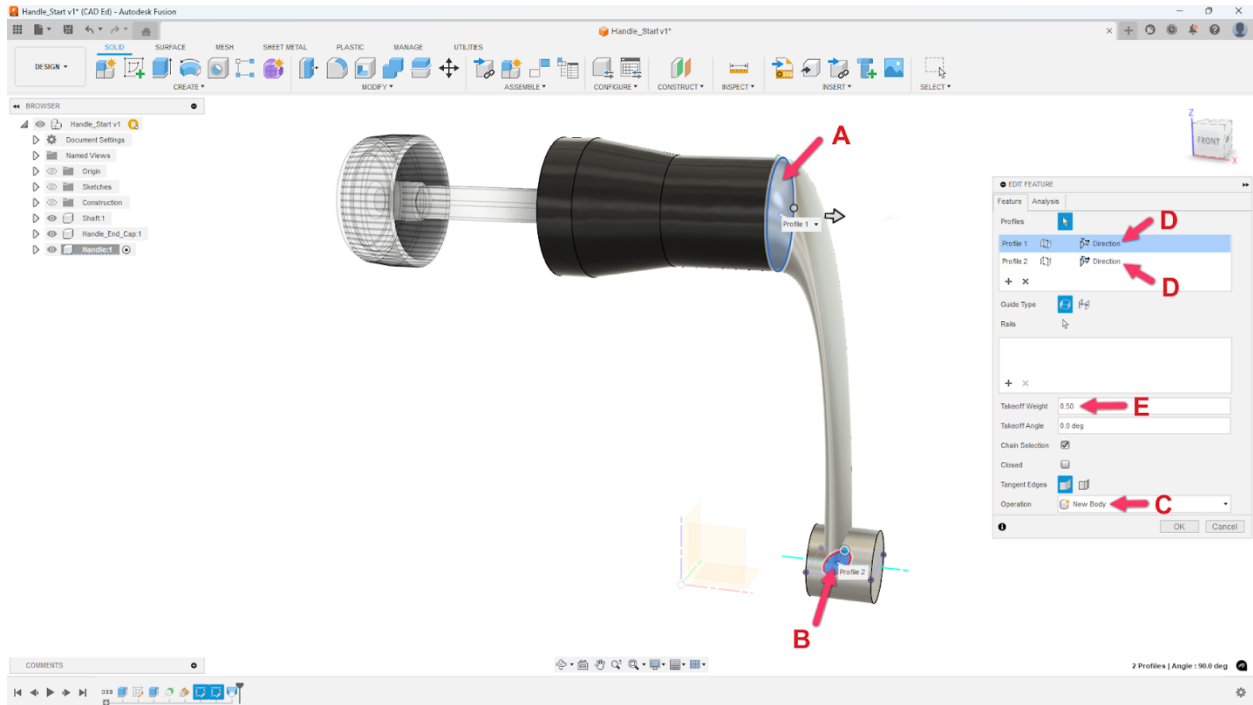 Handle_Start v1* (CAD Ed) - Autodesk Fusion
Handle_Start v1*
SOLID SURFACE MESH SHEET METAL PLASTIC MANAGE UTILITIES
DESIGN
CREATE MODIFY ASSEMBLE CONFIGURE CONSTRUCT INSPECT INSERT SELECT
BROWSER
Handle_Start v1
Document Settings
Named Views
Origin
Sketches
Construction
Shaft:1
Handle_End_Cap:1
Handle:1
A
Profile 1
Profile 2
B
Z
FRONT
X
EDIT FEATURE
Feature Analysis
Profiles
D
Profile 1 Direction
Profile 2 Direction
D
Guide Type
Rails
Takeoff Weight 0.50
E
Takeoff Angle 0.0 deg
Chain Selection
Closed
Tangent Edges
Operation New Body
C
OK Cancel
COMMENTS
2 Profiles | Angle : 90.0 deg